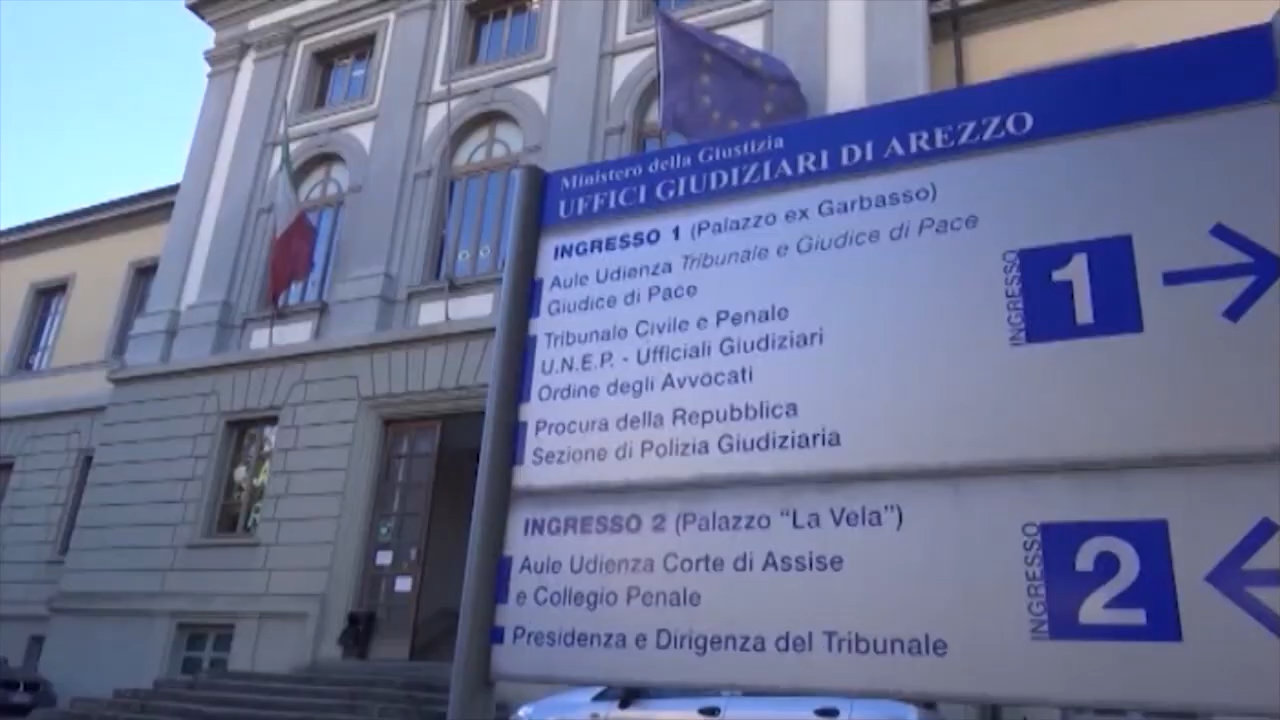 Ministero della Giustizia
UFFICI GIUDIZIARI DI AREZZO
INGRESSO 1 (Palazzo ex Garbasso)
Aule Udienza Tribunale e Giudice di Pace
Giudice di Pace
Tribunale Civile e Penale
U.N.E.P. - Ufficiali Giudiziari
Ordine degli Avvocati
Procura della Repubblica
Sezione di Polizia Giudiziaria
INGRESSO 1
INGRESSO 2 (Palazzo “La Vela”)
Aule Udienza Corte di Assise
e Collegio Penale
Presidenza e Dirigenza del Tribunale
INGRESSO 2